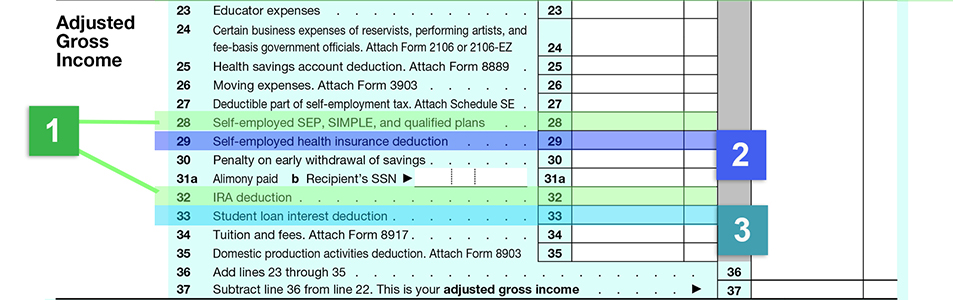 Adjusted
Gross
Income
23 Educator expenses . . . . . . . . . . . 23
24 Certain business expenses of reservists, performing artists, and
fee-basis government officials. Attach Form 2106 or 2106-EZ 24
25 Health savings account deduction. Attach Form 8889 . 25
26 Moving expenses. Attach Form 3903 . . . . . . 26
27 Deductible part of self-employment tax. Attach Schedule SE . 27
28 Self-employed SEP, SIMPLE, and qualified plans . . 28
29 Self-employed health insurance deduction . . . . 29
30 Penalty on early withdrawal of savings . . . . . . 30
31a Alimony paid b Recipient's SSN ▶ 31a
32 IRA deduction . . . . . . . . . . . . . 32
33 Student loan interest deduction . . . . . . . . 33
34 Tuition and fees. Attach Form 8917 . . . . . . . 34
35 Domestic production activities deduction. Attach Form 8903 35
36 Add lines 23 through 35 . . . . . . . . . . . . . . . . . . . 36
37 Subtract line 36 from line 22. This is your adjusted gross income . . . . . ▶ 37
1
2
3